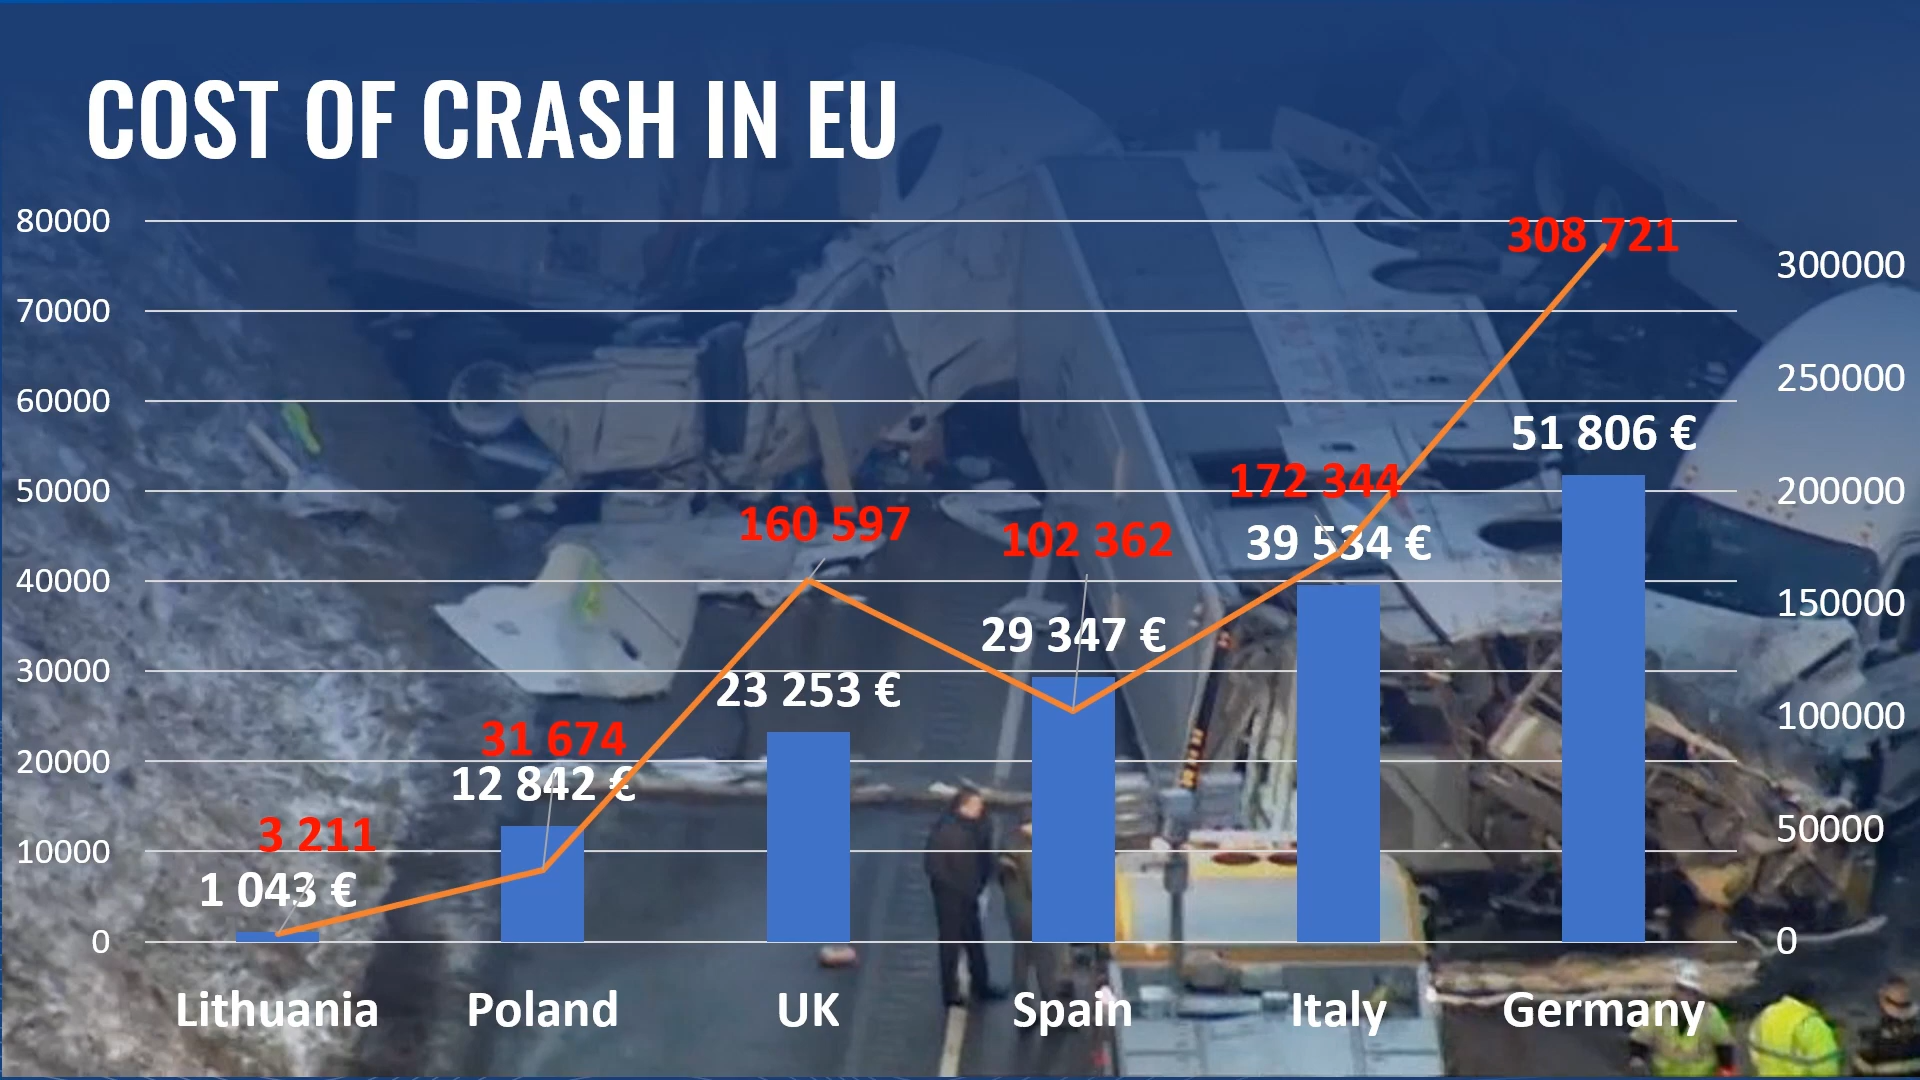 COST OF CRASH IN EU
80000
70000
60000
50000
40000
30000
20000
10000
0
300000
250000
200000
150000
100000
50000
0
3 211
31 674
160 597
102 362
172 344
308 721
1 043 €
12 842 €
23 253 €
29 347 €
39 534 €
51 806 €
Lithuania
Poland
UK
Spain
Italy
Germany